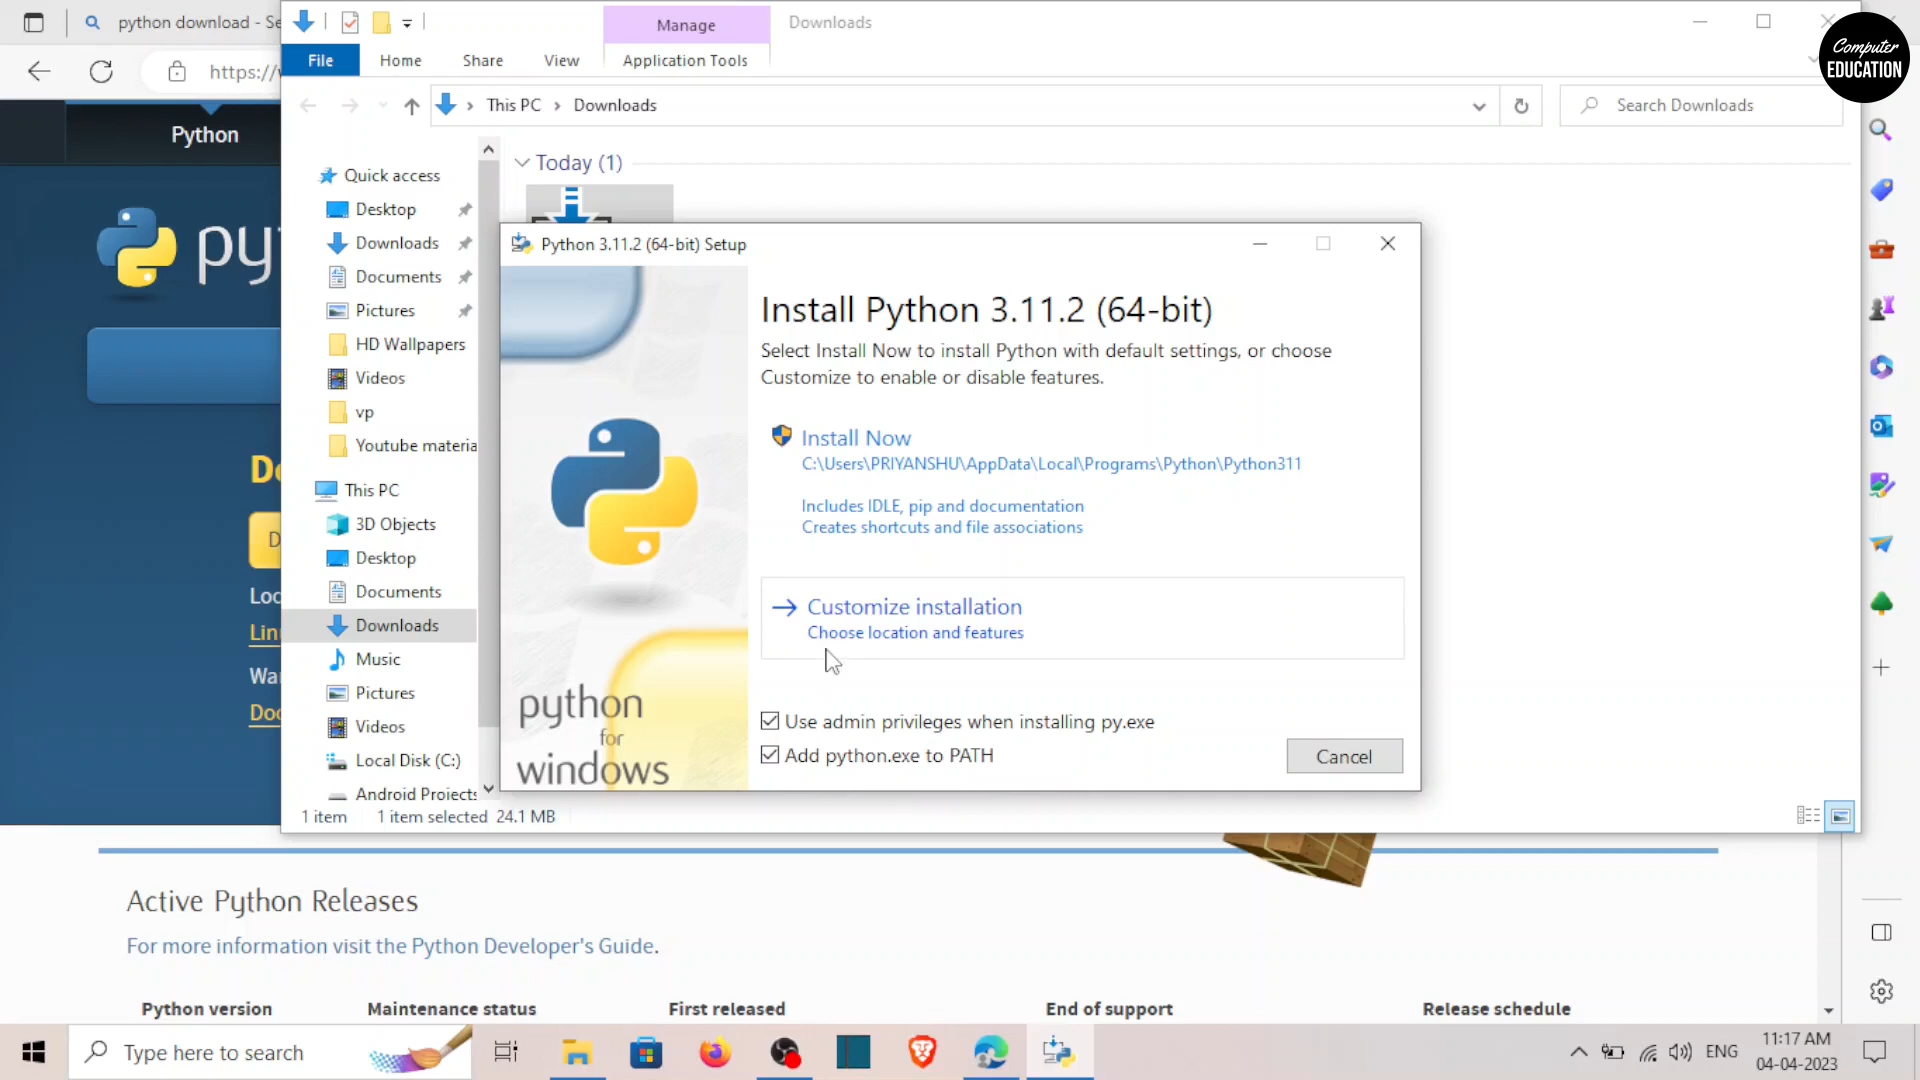 python download - Se
Manage
Downloads
File
Home
Share
View
Application Tools
Computer
EDUCATION
https://
This PC
Downloads
Search Downloads
Python
Today (1)
Quick access
Desktop
Downloads
Documents
Pictures
HD Wallpapers
Videos
vp
Youtube materia
This PC
3D Objects
Desktop
Documents
Downloads
Music
Pictures
Videos
Local Disk (C:)
Android Projects
1 item
1 item selected 24.1 MB
py
Python 3.11.2 (64-bit) Setup
Install Python 3.11.2 (64-bit)
Select Install Now to install Python with default settings, or choose
Customize to enable or disable features.
Install Now
C:\Users\PRIYANSHU\AppData\Local\Programs\Python\Python311
Includes IDLE, pip and documentation
Creates shortcuts and file associations
Customize installation
Choose location and features
Use admin privileges when installing py.exe
Add python.exe to PATH
Cancel
python
for
windows
Active Python Releases
For more information visit the Python Developer's Guide.
Python version
Maintenance status
First released
End of support
Release schedule
Type here to search
ENG
11:17 AM
04-04-2023